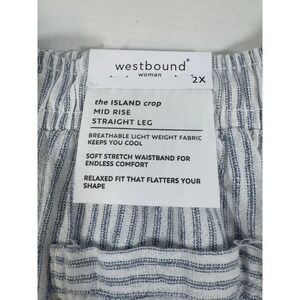 westbound®
woman
2X
the ISLAND crop
MID RISE
STRAIGHT LEG
BREATHABLE LIGHT WEIGHT FABRIC
KEEPS YOU COOL
SOFT STRETCH WAISTBAND FOR
ENDLESS COMFORT
RELAXED FIT THAT FLATTERS YOUR
SHAPE